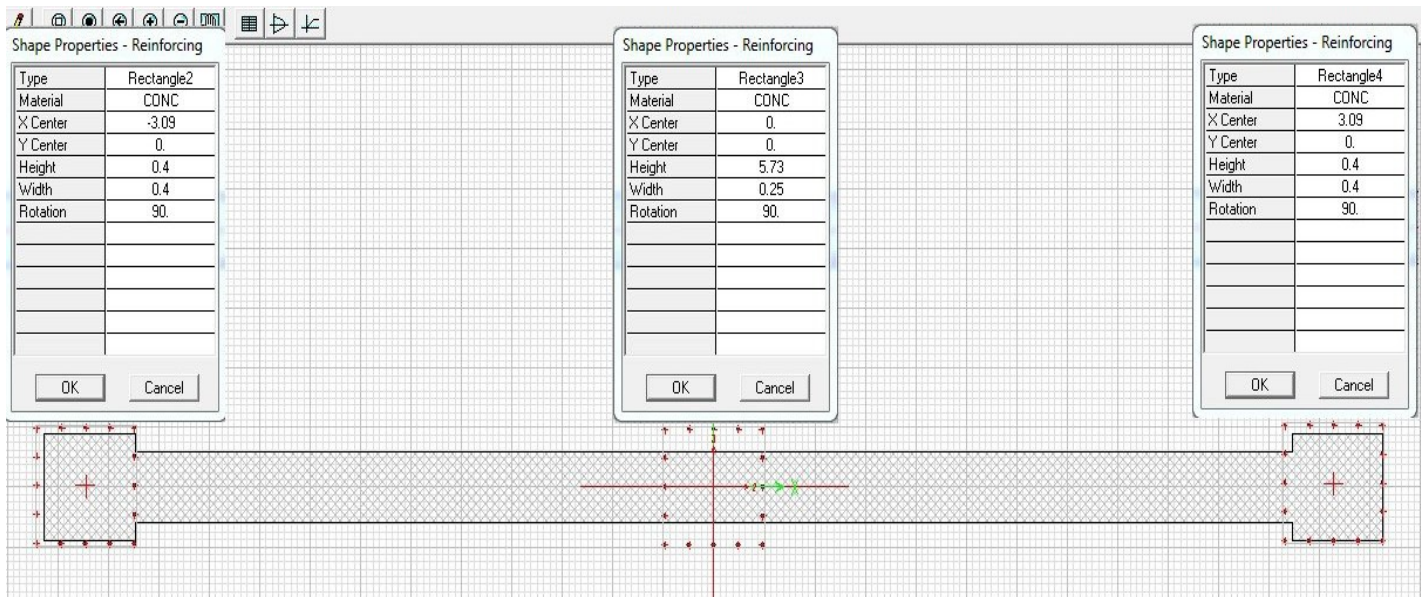 Shape Properties - Reinforcing
Type Rectangle2
Material CONC
X Center -3.09
Y Center 0.
Height 0.4
Width 0.4
Rotation 90.
OK Cancel
Shape Properties - Reinforcing
Type Rectangle3
Material CONC
X Center 0.
Y Center 0.
Height 5.73
Width 0.25
Rotation 90.
OK Cancel
Shape Properties - Reinforcing
Type Rectangle4
Material CONC
X Center 3.09
Y Center 0.
Height 0.4
Width 0.4
Rotation 90.
OK Cancel
2 X